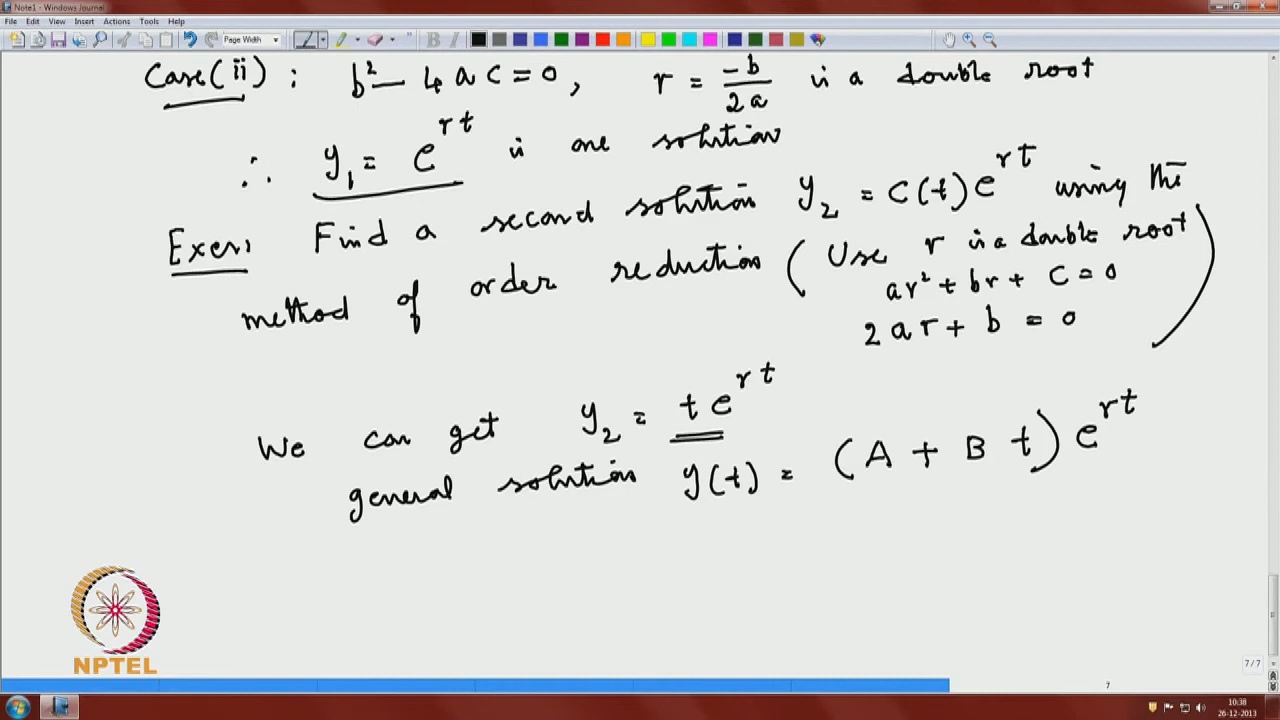 Note1 - Windows Journal
File Edit View Insert Actions Tools Help
Page Width
Case(ii) : b² — 4ac = 0, r = -b/2a is a double root
∴ y₁ = e^{rt} is one solution
Exer: Find a second solution y₂ = C(t)e^{rt} using the
method of order reduction ( Use r is a double root
ar² + br + c = 0
2ar + b = 0 )
We can get y₂ = te^{rt}
general solution y(t) = (A + B t) e^{rt}
NPTEL
7/7
7
10:38
26-12-2013